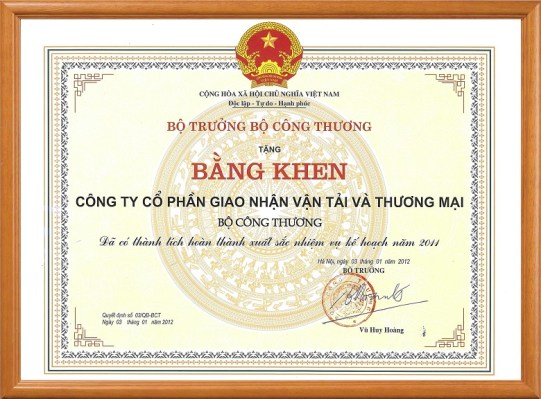 CỘNG HÒA XÃ HỘI CHỦ NGHĨA VIỆT NAM
Độc lập - Tự do - Hạnh phúc
BỘ TRƯỞNG BỘ CÔNG THƯƠNG
TẶNG
BẰNG KHEN
CÔNG TY CỔ PHẦN GIAO NHẬN VẬN TẢI VÀ THƯƠNG MẠI
BỘ CÔNG THƯƠNG
Đã có thành tích hoàn thành xuất sắc nhiệm vụ kế hoạch năm 2011
Hà Nội, ngày 03 tháng 01 năm 2012
BỘ TRƯỞNG
Quyết định số 03/QĐ-BCT
Ngày 03 tháng 01 năm 2012
Vũ Huy Hoàng